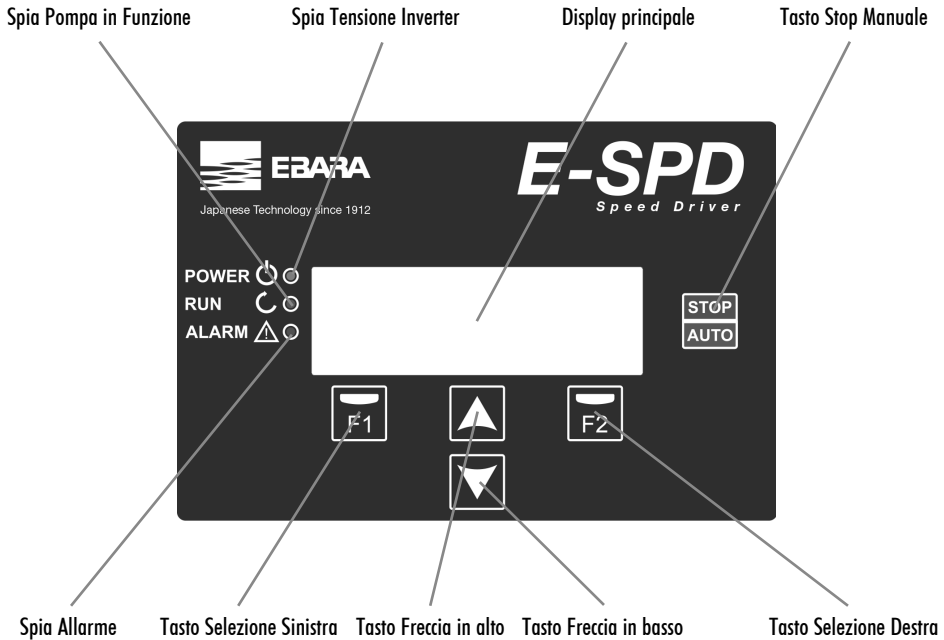 Spia Pompa in Funzione
Spia Tensione Inverter
Display principale
Tasto Stop Manuale
EBARA
Japanese Technology since 1912
E-SPD
Speed Driver
POWER
RUN
ALARM
STOP
AUTO
F1
F2
Spia Allarme
Tasto Selezione Sinistra
Tasto Freccia in alto
Tasto Freccia in basso
Tasto Selezione Destra